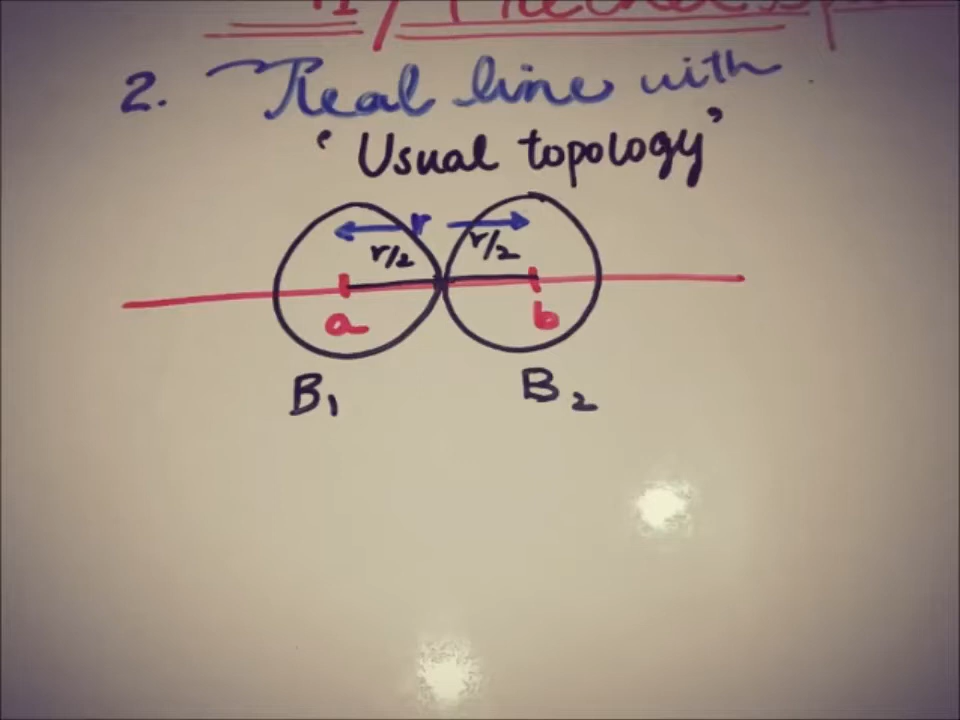 2. Real line with
'Usual topology'
r
r/2 r/2
a b
B₁ B₂